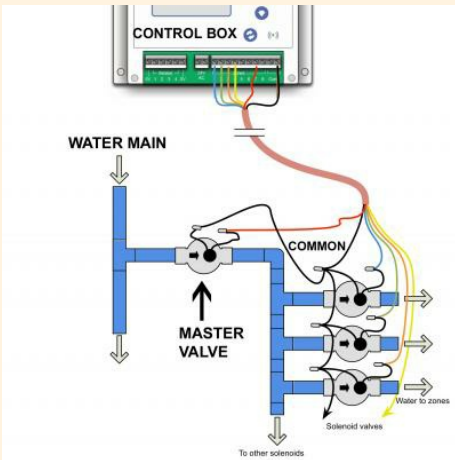 CONTROL BOX
WATER MAIN
COMMON
MASTER
VALVE
Water to zones
Solenoid valves
To other solenoids